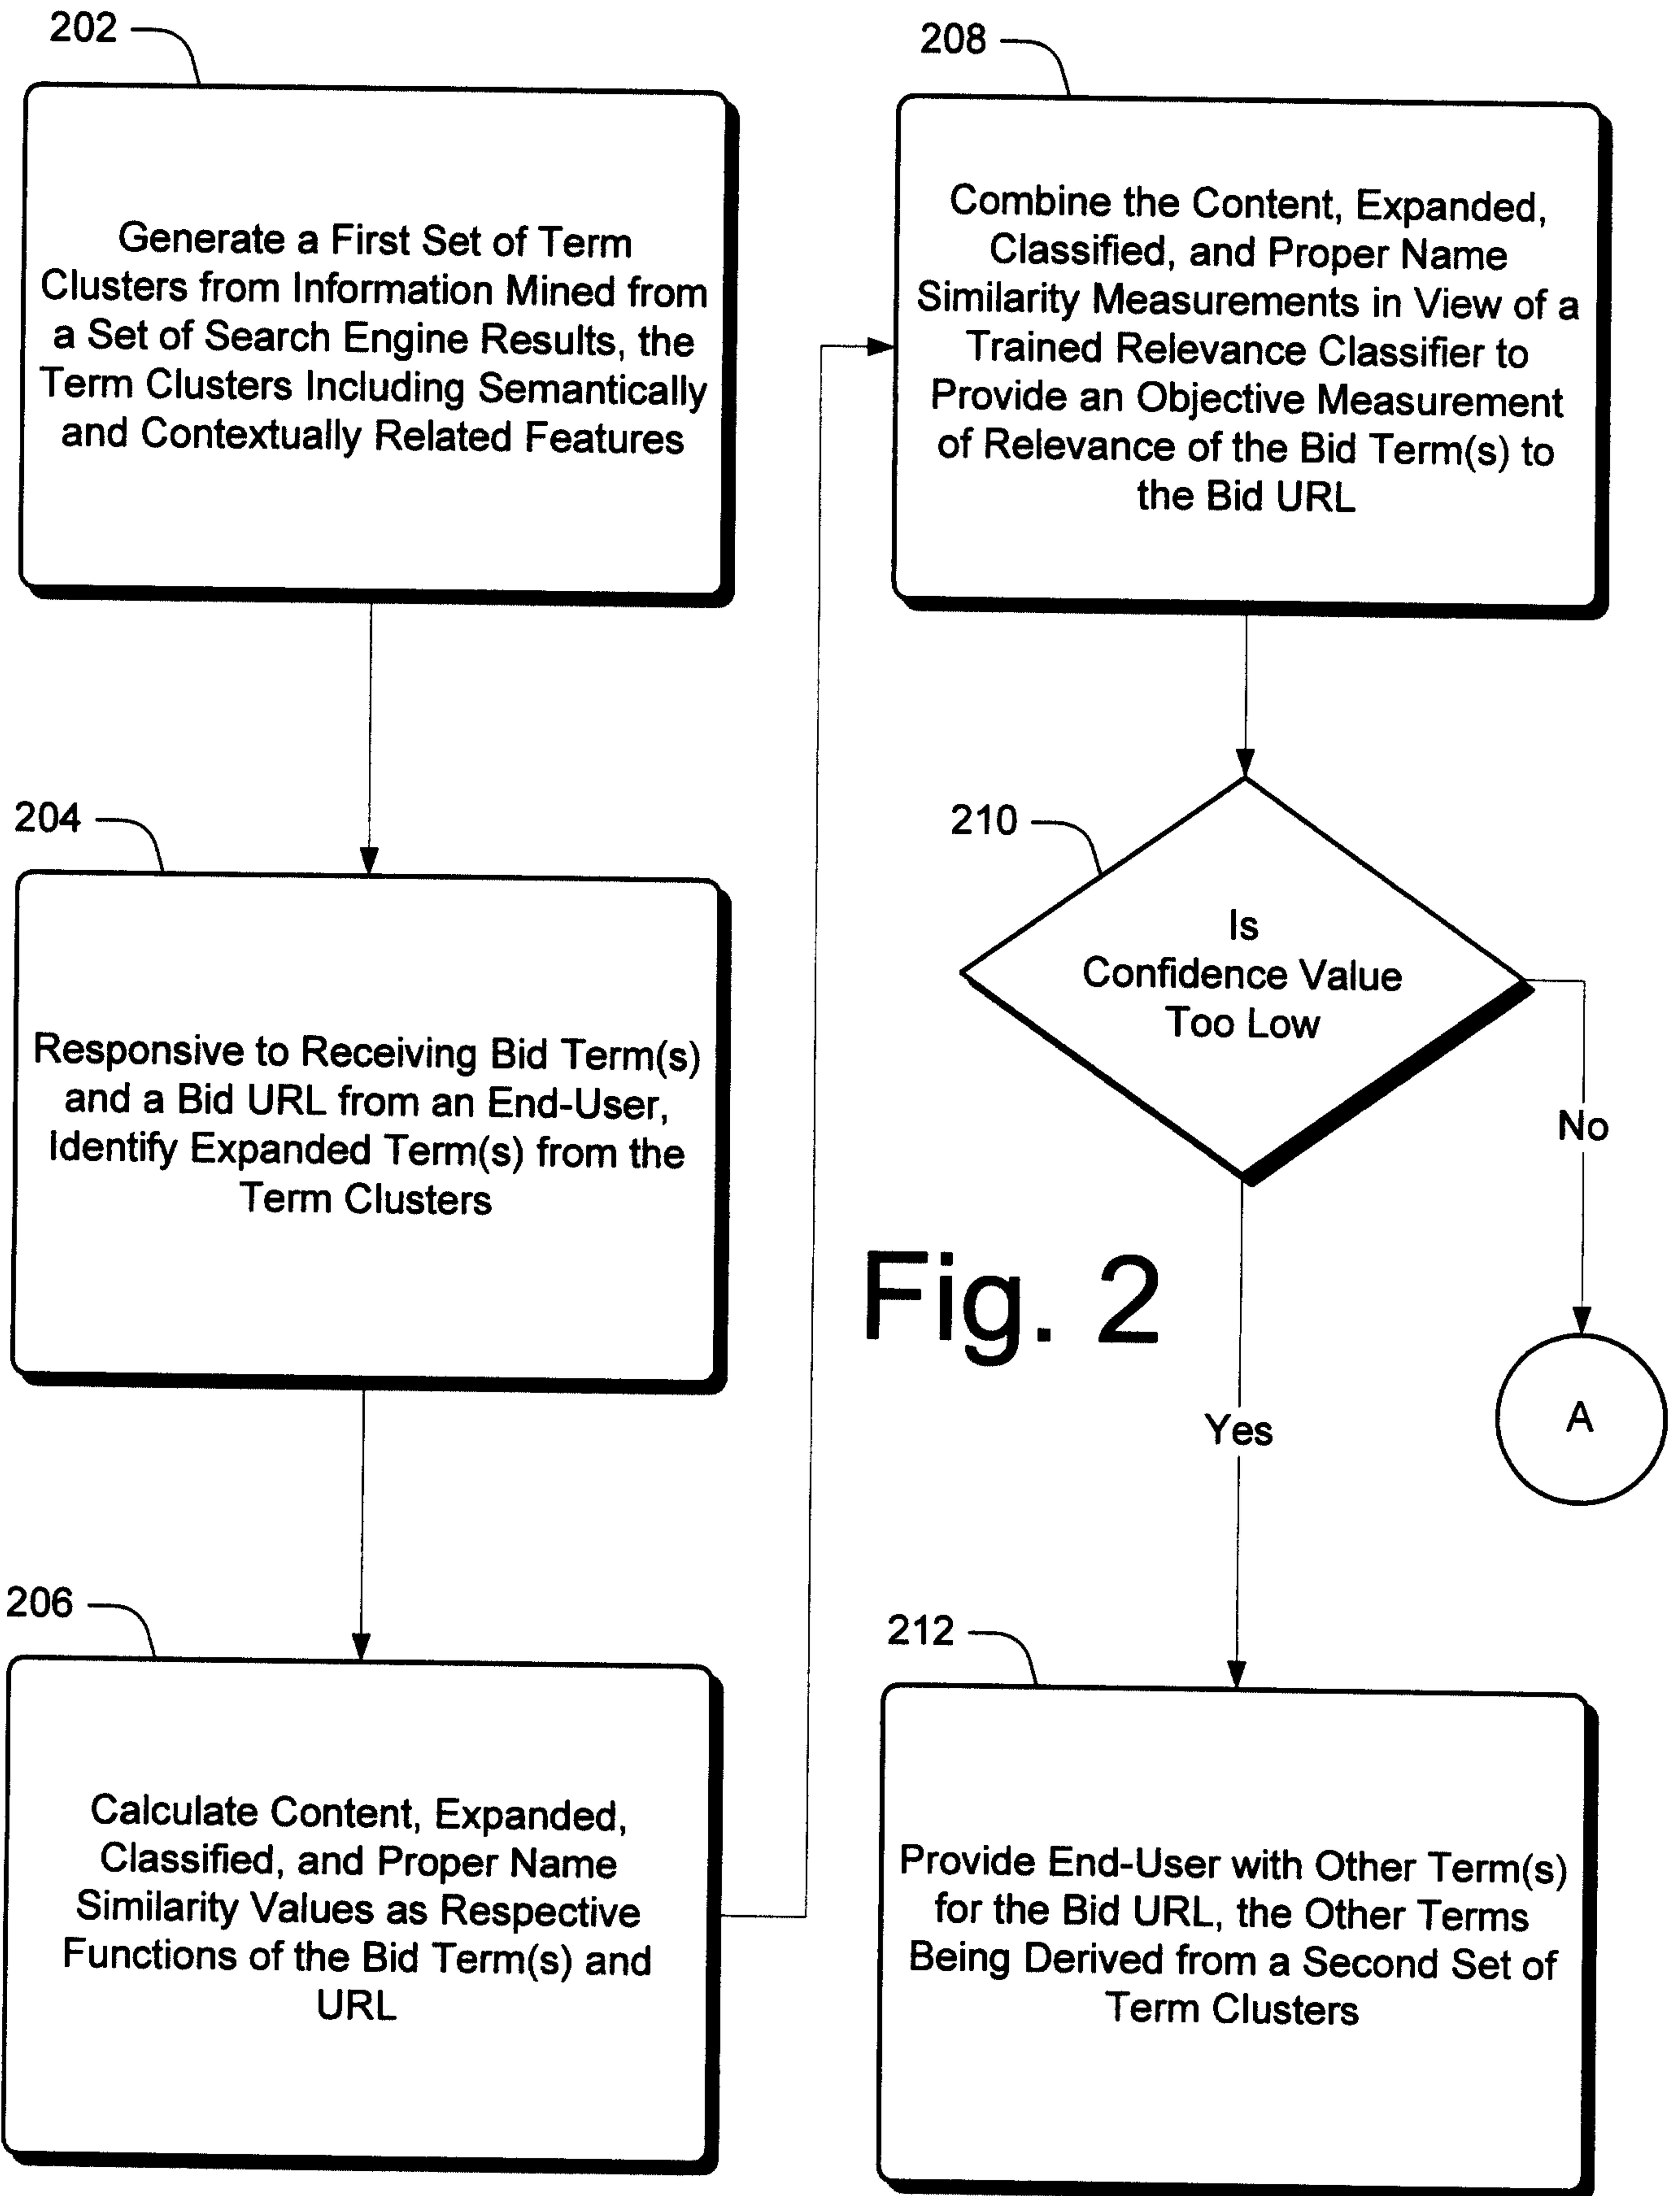 202
Generate a First Set of Term
Clusters from Information Mined from
a Set of Search Engine Results, the
Term Clusters Including Semantically
and Contextually Related Features
204
Responsive to Receiving Bid Term(s)
and a Bid URL from an End-User,
Identify Expanded Term(s) from the
Term Clusters
206
Calculate Content, Expanded,
Classified, and Proper Name
Similarity Values as Respective
Functions of the Bid Term(s) and
URL
208
Combine the Content, Expanded,
Classified, and Proper Name
Similarity Measurements in View of a
Trained Relevance Classifier to
Provide an Objective Measurement
of Relevance of the Bid Term(s) to
the Bid URL
210
Is
Confidence Value
Too Low
No
A
Yes
Fig. 2
212
Provide End-User with Other Term(s)
for the Bid URL, the Other Terms
Being Derived from a Second Set of
Term Clusters